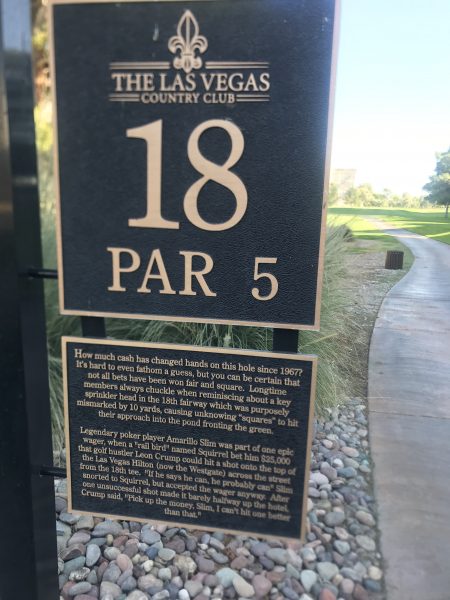 THE LAS VEGAS
COUNTRY CLUB
18
PAR 5
How much cash has changed hands on this hole since 1967?
It's hard to even fathom a guess, but you can be certain that
not all bets have been won fair and square. Longtime
members always chuckle when reminiscing about a key
sprinkler head in the 18th fairway which was purposely
mismarked by 10 yards, causing unknowing "squares" to hit
their approach into the pond fronting the green.
Legendary poker player Amarillo Slim was part of one epic
wager, when a "rail bird" named Squirrel bet him $25,000
that golf hustler Leon Crump could hit a shot onto the top of
the Las Vegas Hilton (now the Westgate) across the street
from the 18th tee. "If he says he can, he probably can" Slim
snorted to Squirrel, but accepted the wager anyway. After
one unsuccessful shot made it barely halfway up the hotel,
Crump said, "Pick up the money, Slim, I can't hit one better
than that."